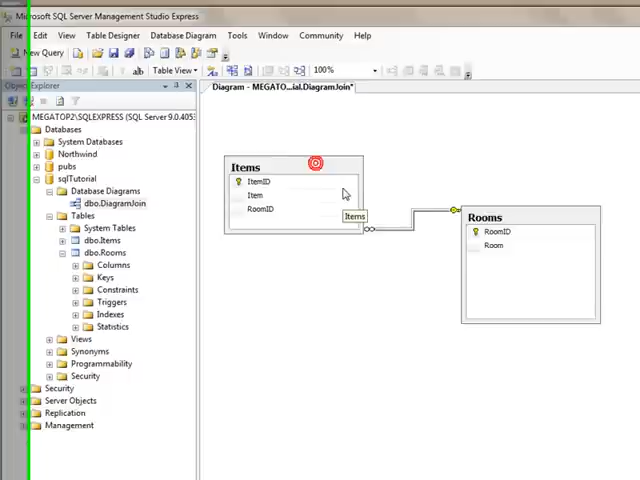 Microsoft SQL Server Management Studio Express
File Edit View Table Designer Database Diagram Tools Window Community Help
New Query
ab Table View 100%
Object Explorer
Diagram - MEGATO...ial.DiagramJoin*
MEGATOP2\SQLEXPRESS (SQL Server 9.0.4053
Databases
System Databases
Northwind
pubs
sqlTutorial
Database Diagrams
dbo.DiagramJoin
Tables
System Tables
dbo.Items
dbo.Rooms
Columns
Keys
Constraints
Triggers
Indexes
Statistics
Views
Synonyms
Programmability
Security
Security
Server Objects
Replication
Management
Items
ItemID
Item
RoomID
Items
Rooms
RoomID
Room